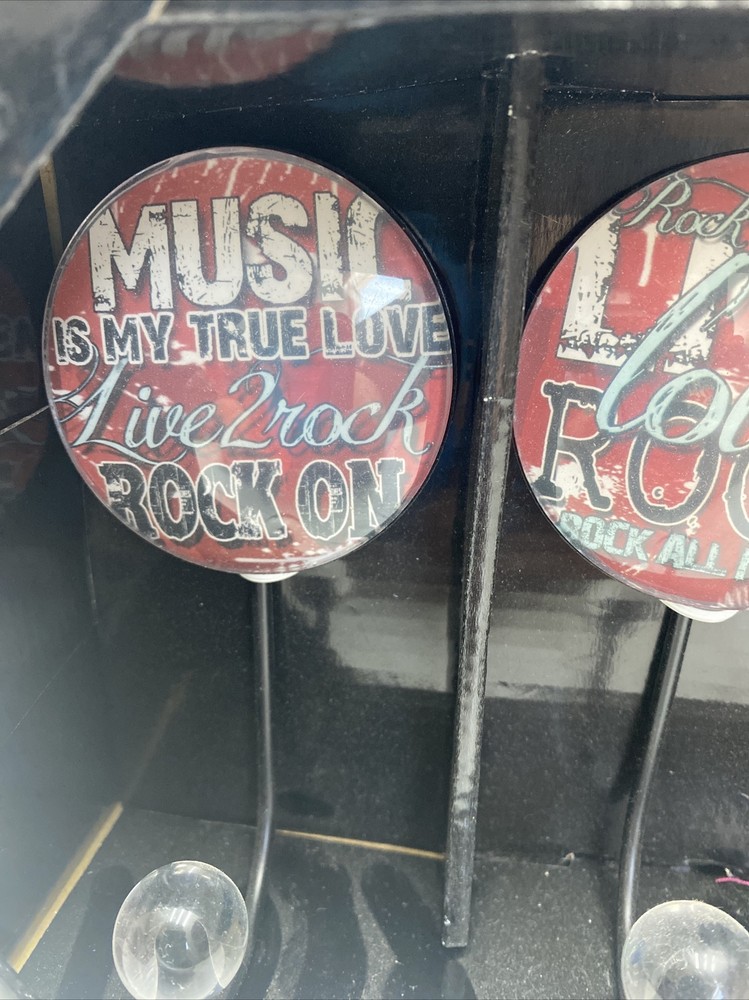 MUSIC
IS MY TRUE LOVE
Live2rock
ROCK ON
Rock
ROCK ALL